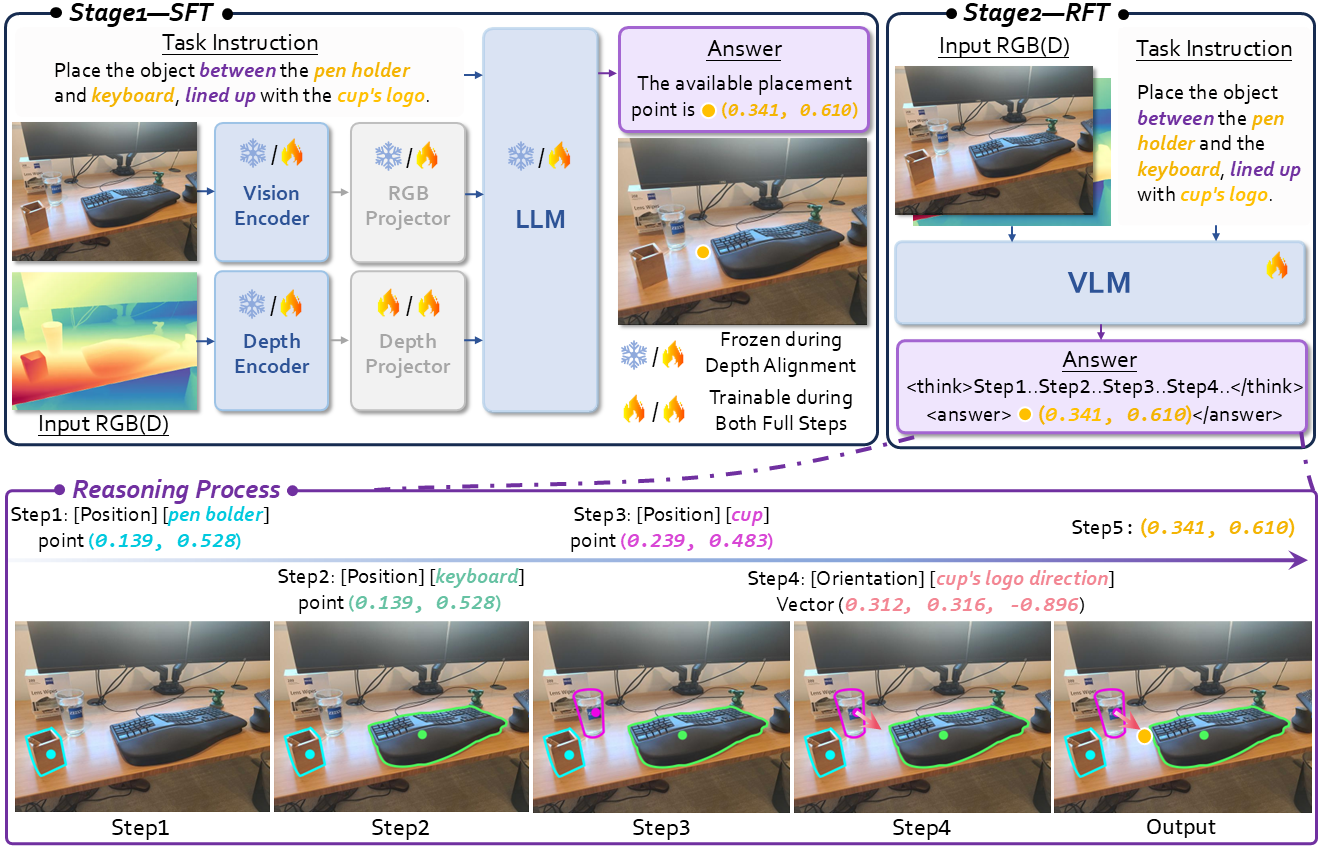 Stage1—SFT
Task Instruction
Place the object between the pen holder
and keyboard, lined up with the cup's logo.
Vision
Encoder
RGB
Projector
Depth
Encoder
Depth
Projector
Input RGB(D)
LLM
Answer
The available placement
point is (0.341, 0.610)
Frozen during
Depth Alignment
Trainable during
Both Full Steps
Stage2—RFT
Input RGB(D)
Task Instruction
Place the object
between the pen
holder and the
keyboard, lined up
with cup's logo.
VLM
Answer
<think>Step1..Step2..Step3..Step4..</think>
<answer> (0.341, 0.610)</answer>
Reasoning Process
Step1: [Position] [pen bolder]
point (0.139, 0.528)
Step2: [Position] [keyboard]
point (0.139, 0.528)
Step3: [Position] [cup]
point (0.239, 0.483)
Step4: [Orientation] [cup's logo direction]
Vector (0.312, 0.316, -0.896)
Step5: (0.341, 0.610)
Step1
Step2
Step3
Step4
Output